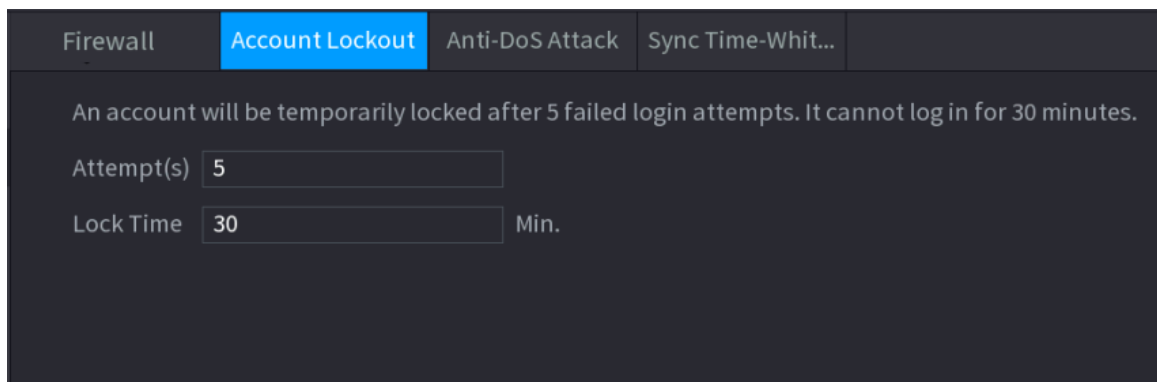 Firewall
Account Lockout
Anti-DoS Attack
Sync Time-Whit...
An account will be temporarily locked after 5 failed login attempts. It cannot log in for 30 minutes.
Attempt(s) 5
Lock Time 30 Min.